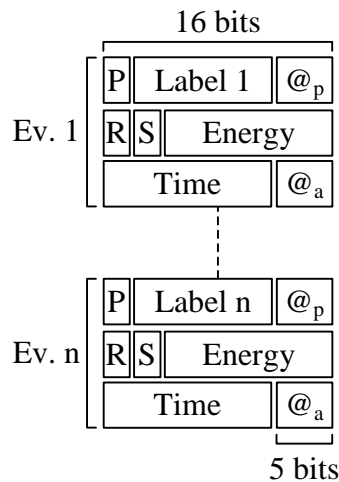 16 bits
P Label 1 @p
Ev. 1
R S Energy
Time @a
P Label n @p
Ev. n
R S Energy
Time @a
5 bits